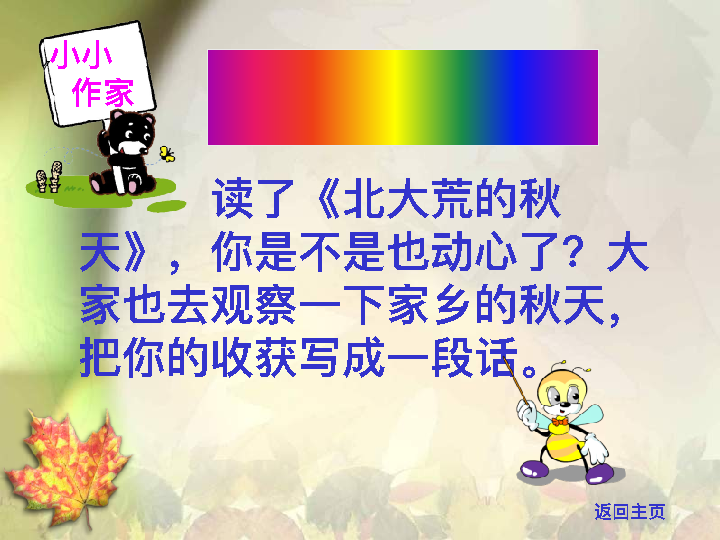 小小
作家
读了《北大荒的秋
天》，你是不是也动心了？大
家也去观察一下家乡的秋天，
把你的收获写成一段话。
返回主页